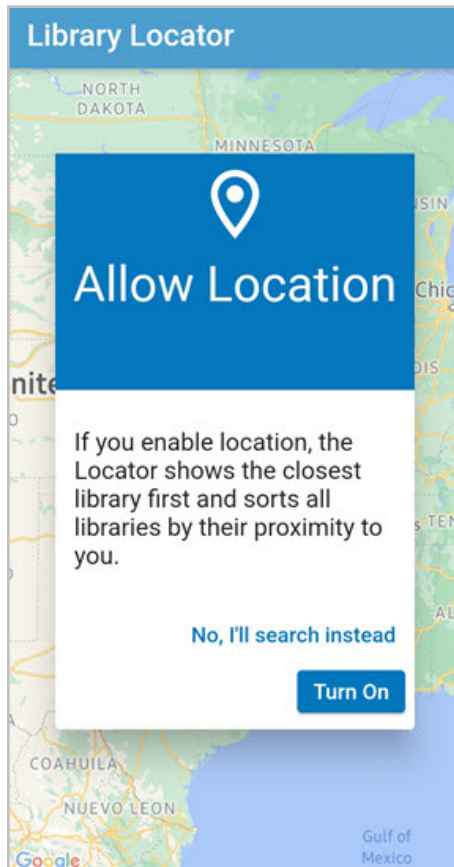 Library Locator
NORTH
DAKOTA
MINNESOTA
Allow Location
Chic
nite
If you enable location, the
Locator shows the closest
library first and sorts all
libraries by their proximity to
you.
No, I'll search instead
Turn On
COAHUILA
NUEVO LEON
Gulf of
Mexico
Google